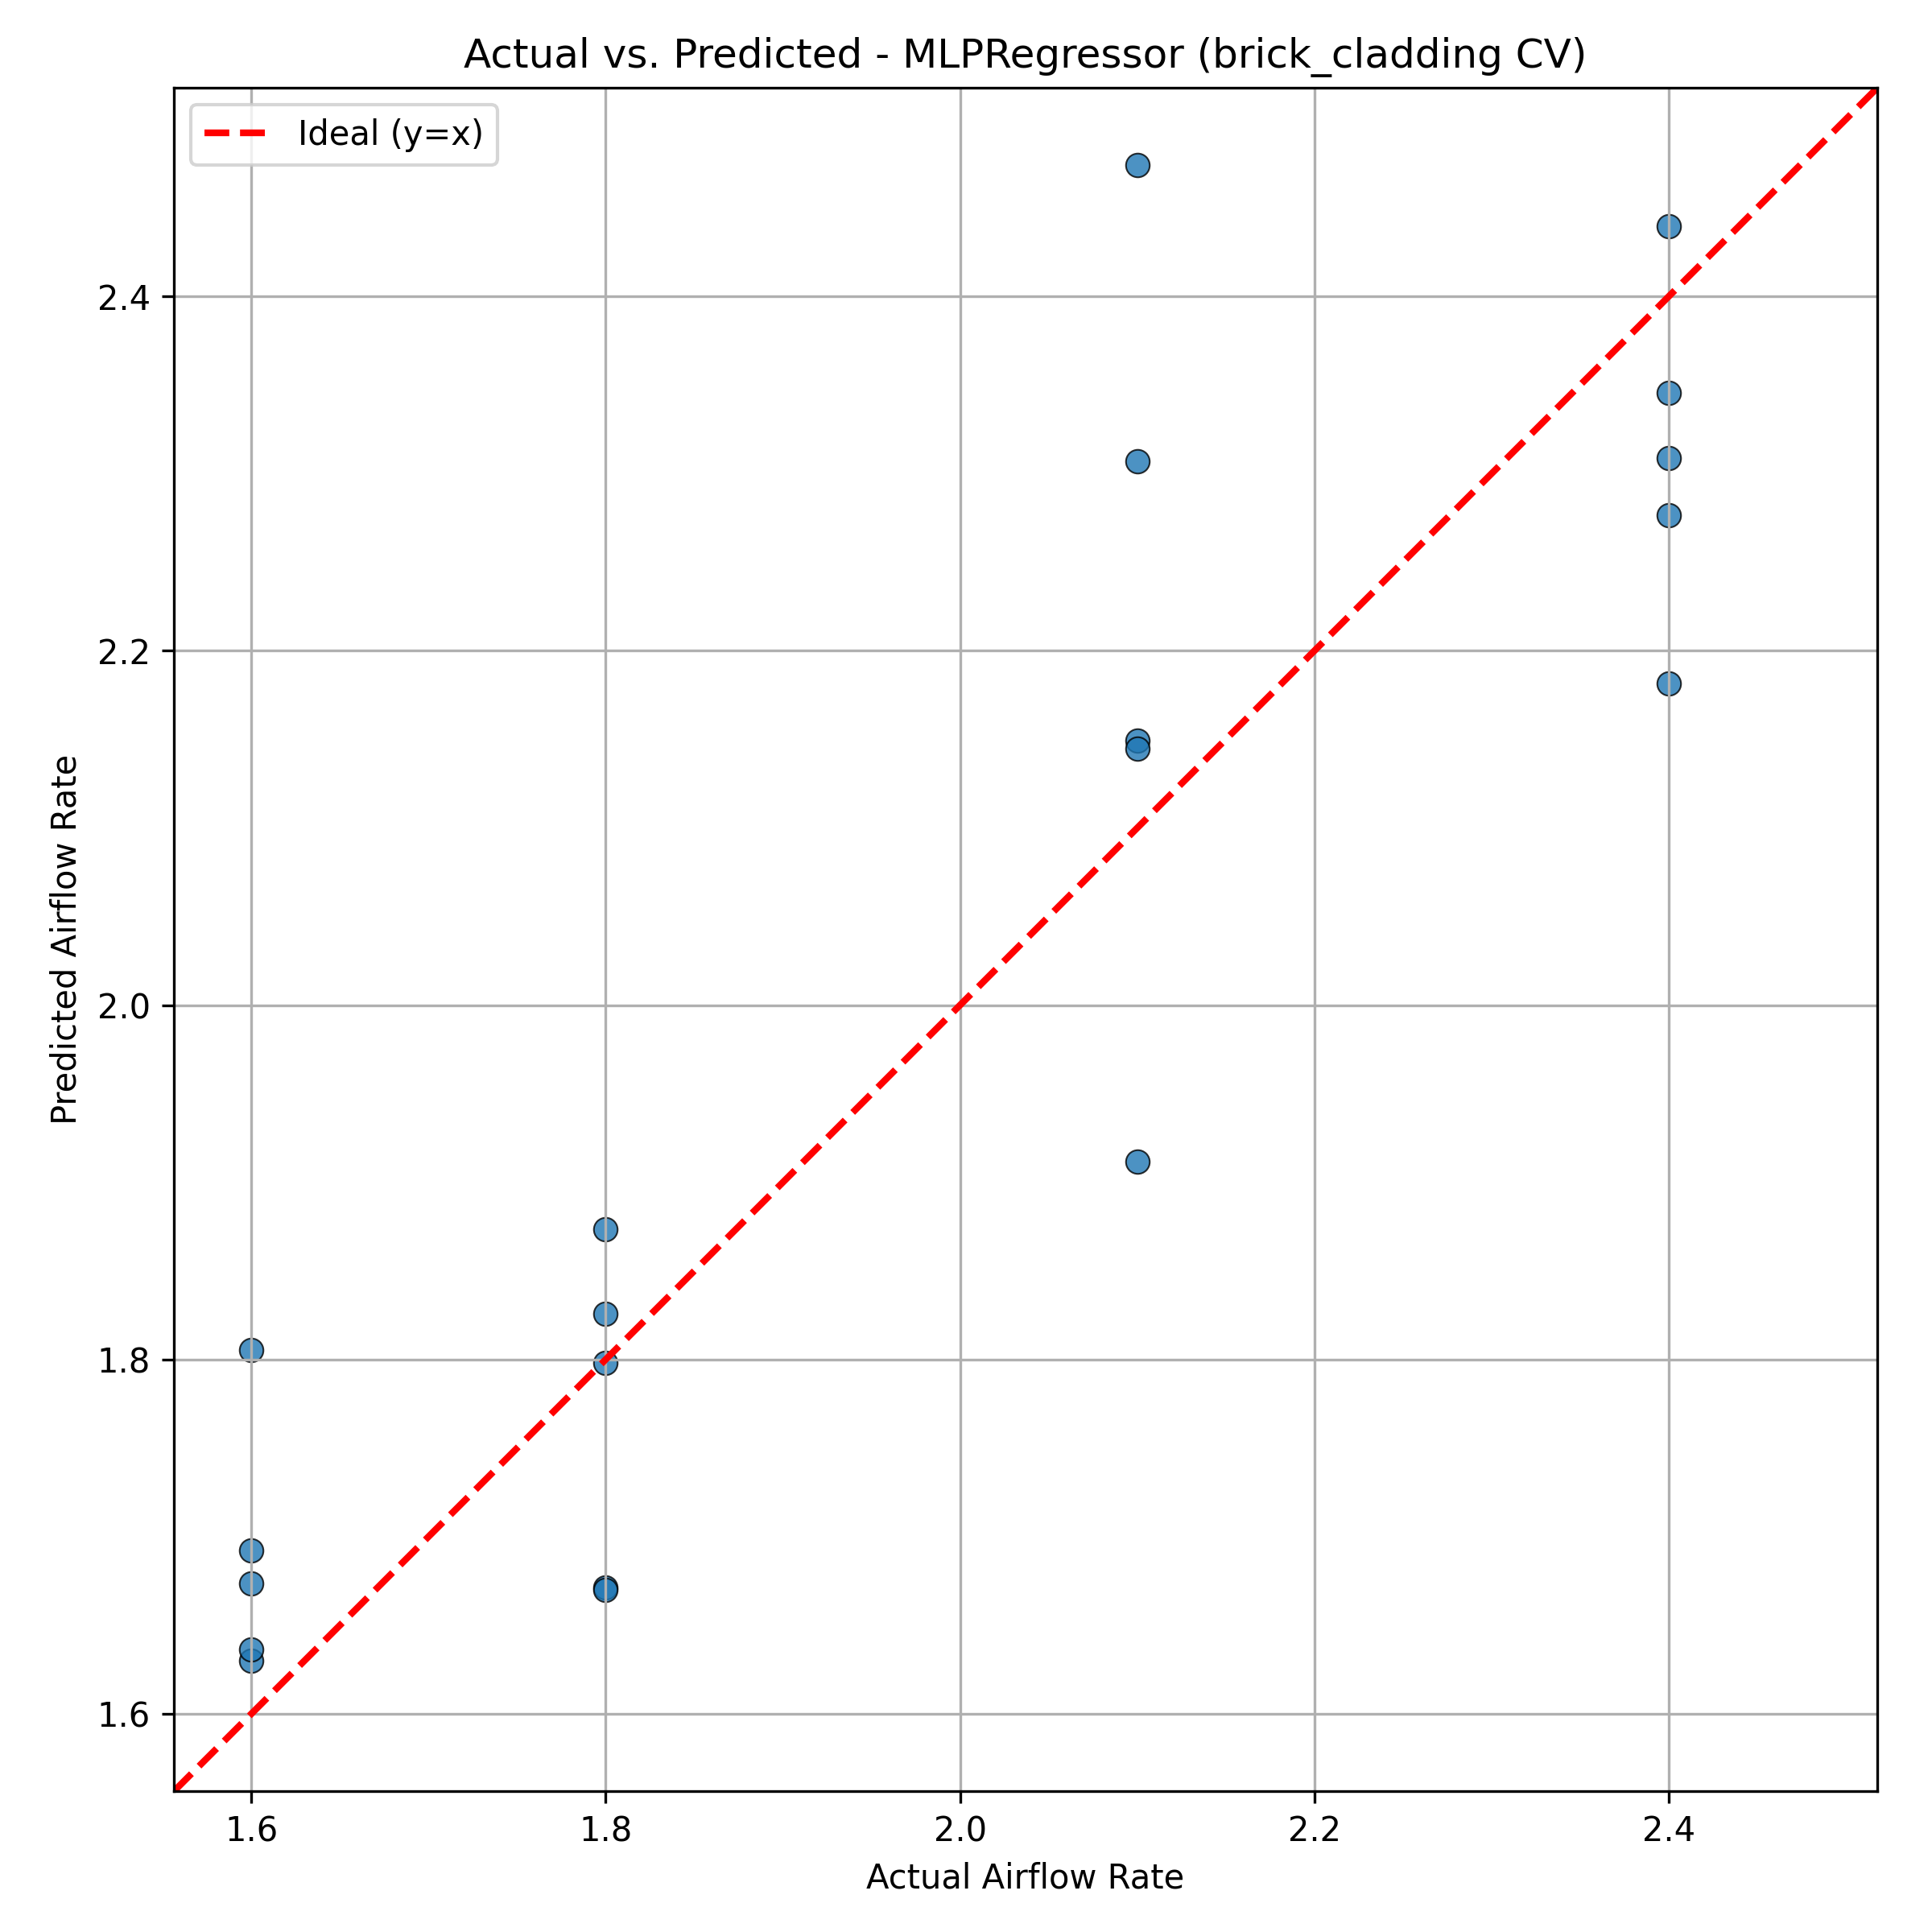 Actual vs. Predicted - MLPRegressor (brick_cladding CV)
Ideal (y=x)
2.4
2.2
2.0
1.8
1.6
Predicted Airflow Rate
1.6 1.8 2.0 2.2 2.4
Actual Airflow Rate